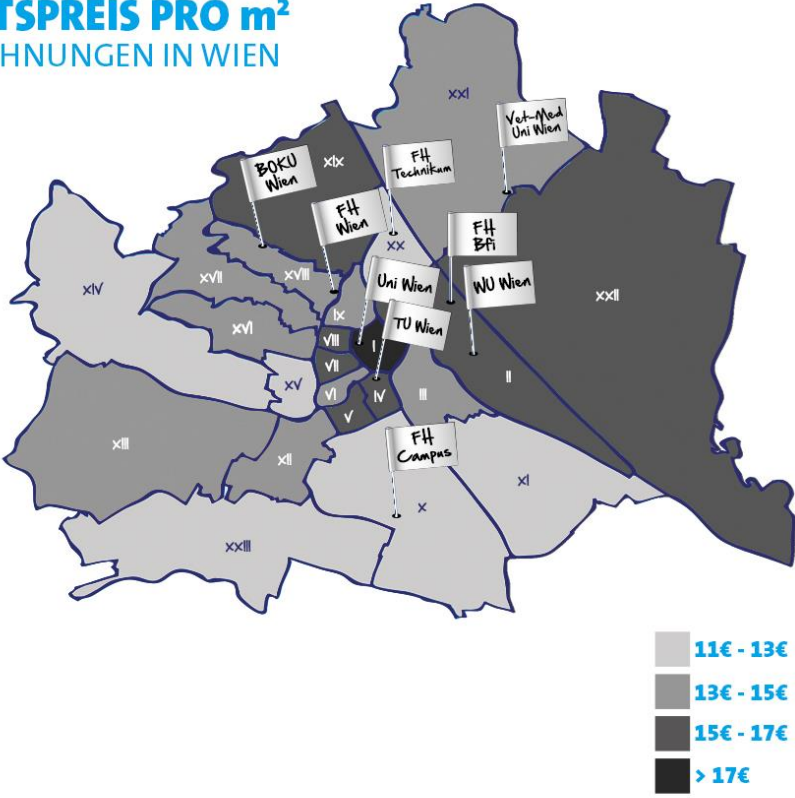 TSPREIS PRO m²
HNUNGEN IN WIEN
XXI
Vet-Med
Uni Wien
XIX
BOKU
Wien
FH
Technikum
FH
Wien
XX
FH
Bfi
XIV
XVII
XVIII
Uni Wien
WU Wien
XXII
IX
TU Wien
XVI
VIII
I
VII
XV
VI
IV
III
II
V
XIII
XII
FH
Campus
XI
X
XXIII
11€ - 13€
13€ - 15€
15€ - 17€
> 17€